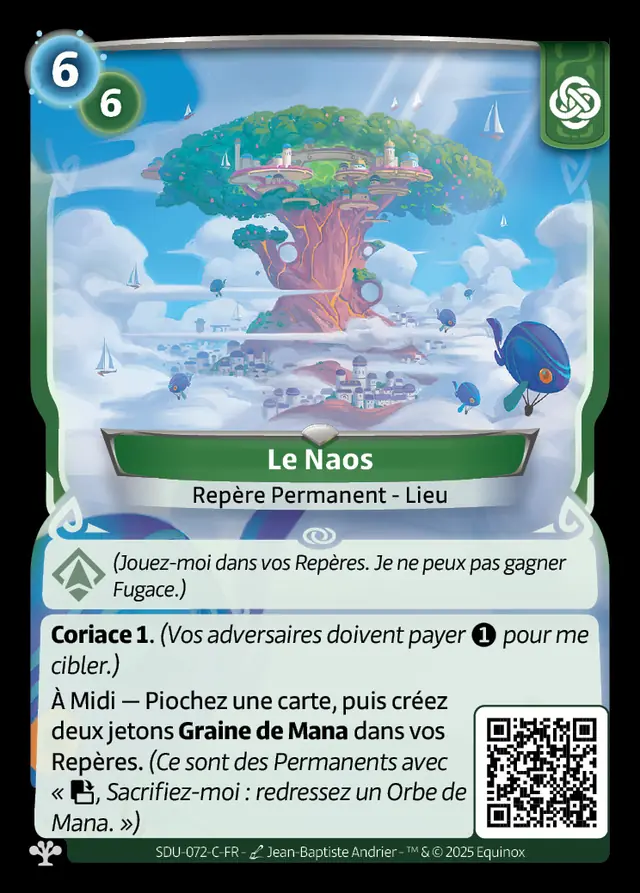 6
6
Le Naos
Repère Permanent - Lieu
(Jouez-moi dans vos Repères. Je ne peux pas gagner
Fugace.)
Coriace 1. (Vos adversaires doivent payer 1 pour me
cibler.)
À Midi — Piochez une carte, puis créez
deux jetons Graine de Mana dans vos
Repères. (Ce sont des Permanents avec
« , Sacrifiez-moi : redressez un Orbe de
Mana. »)
SDU-072-C-FR - Jean-Baptiste Andrier - ™ & © 2025 Equinox